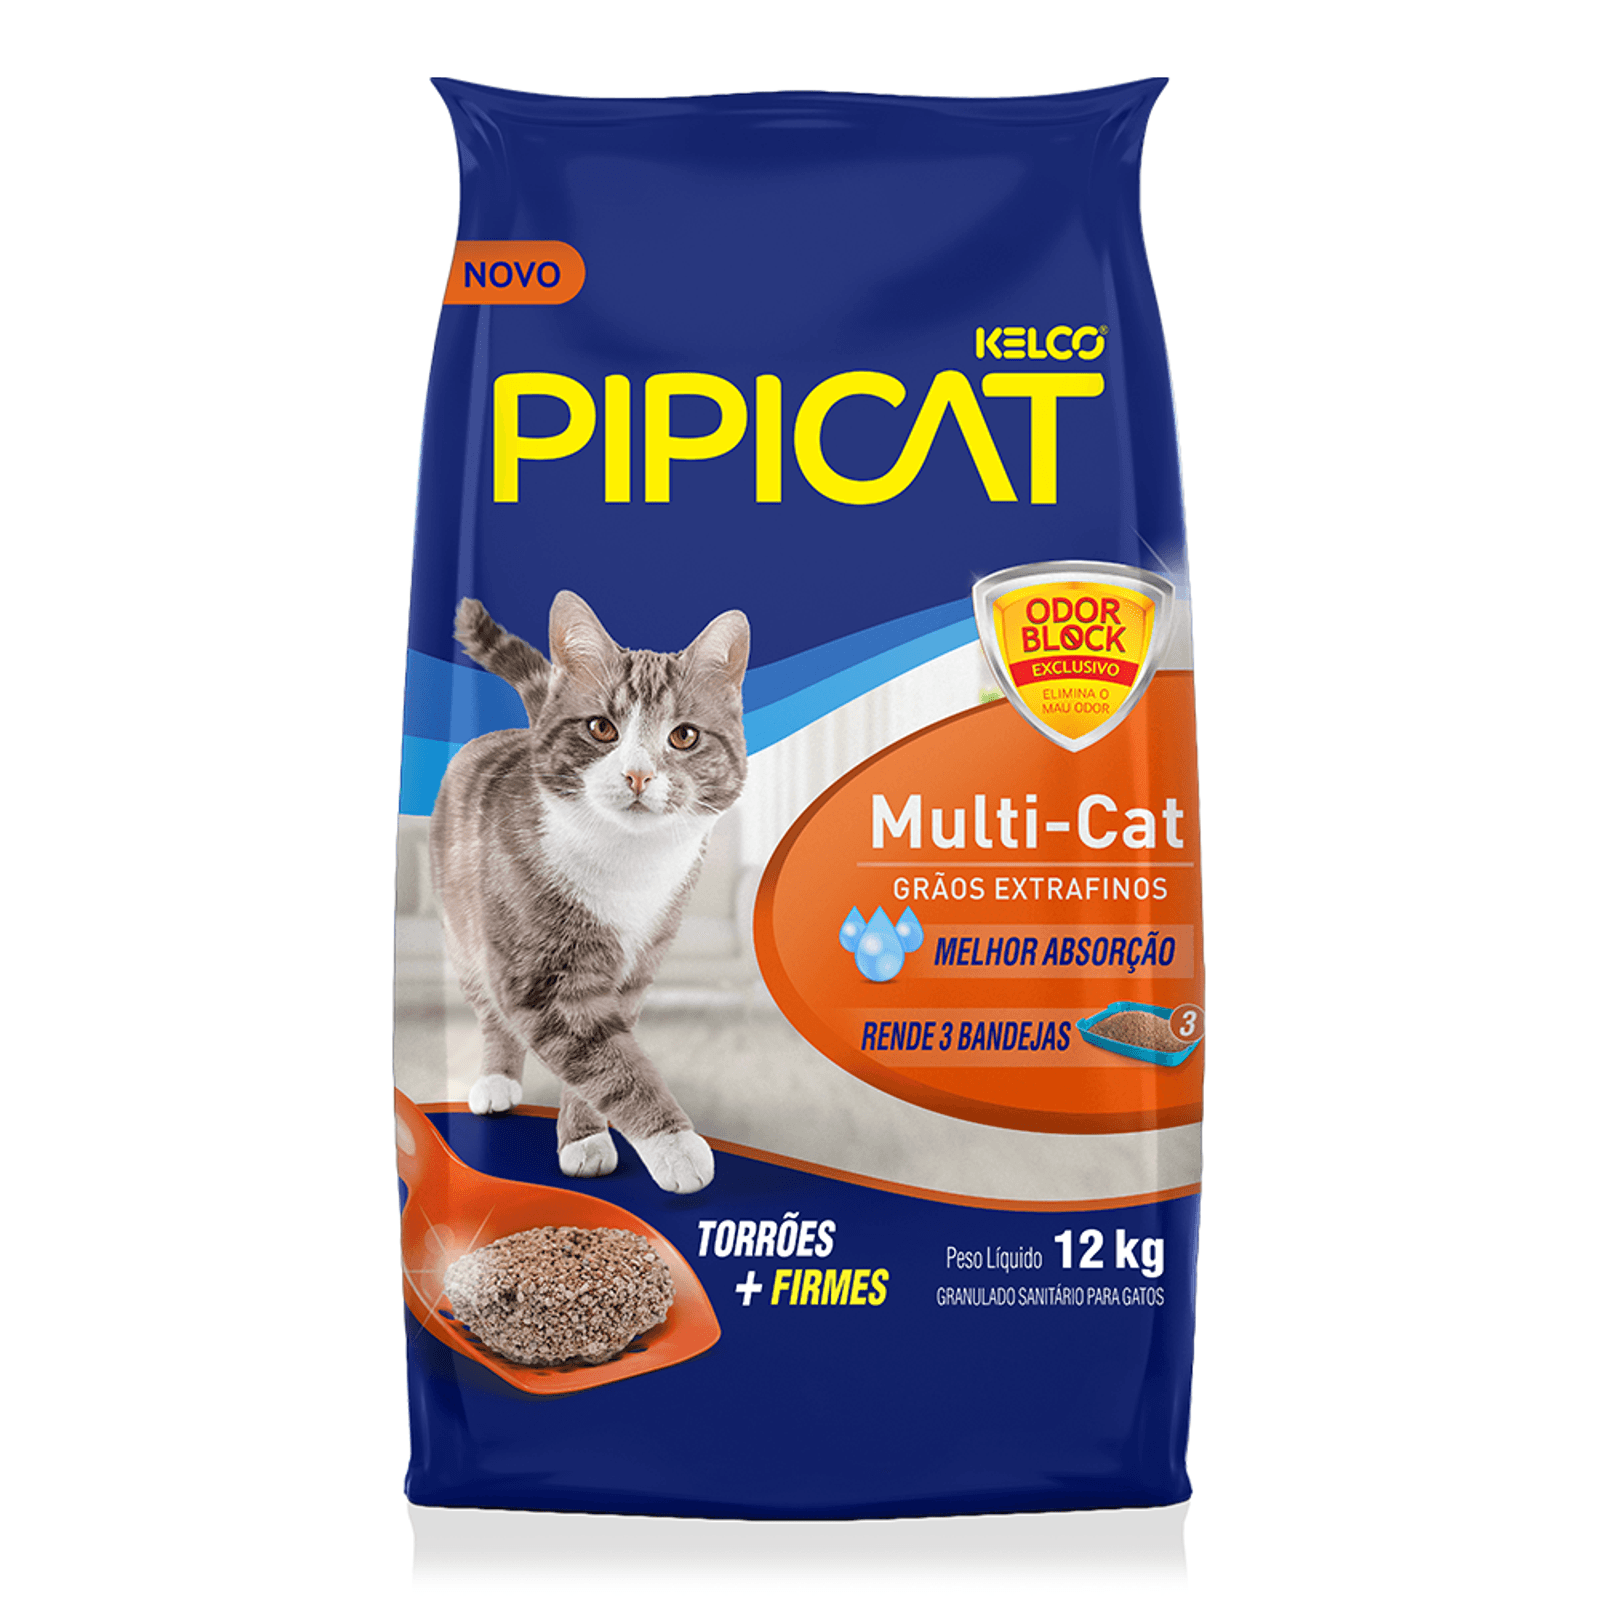 NOVO
KELCO®
PIPICAT
ODOR
BLOCK
EXCLUSIVO
ELIMINA O
MAU ODOR
Multi-Cat
GRÃOS EXTRAFINOS
MELHOR ABSORÇÃO
RENDE 3 BANDEJAS
3
TORRÕES
+ FIRMES
Peso Líquido 12 kg
GRANULADO SANITÁRIO PARA GATOS